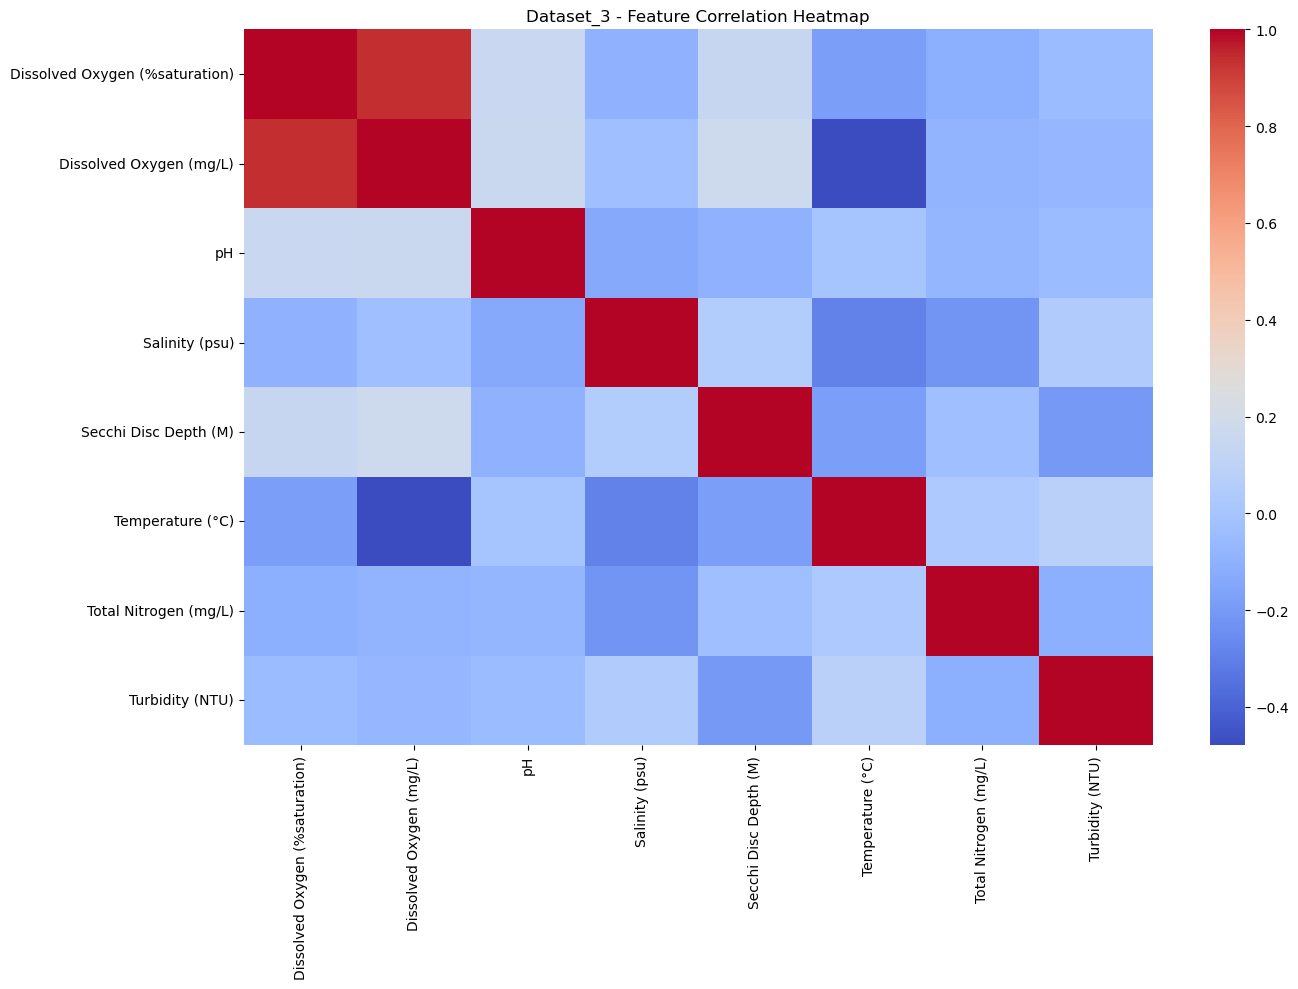 Dataset_3 - Feature Correlation Heatmap
Dissolved Oxygen (%saturation)
Dissolved Oxygen (mg/L)
pH
Salinity (psu)
Secchi Disc Depth (M)
Temperature (°C)
Total Nitrogen (mg/L)
Turbidity (NTU)
Dissolved Oxygen (%saturation)
Dissolved Oxygen (mg/L)
pH
Salinity (psu)
Secchi Disc Depth (M)
Temperature (°C)
Total Nitrogen (mg/L)
Turbidity (NTU)
1.0
0.8
0.6
0.4
0.2
0.0
−0.2
−0.4